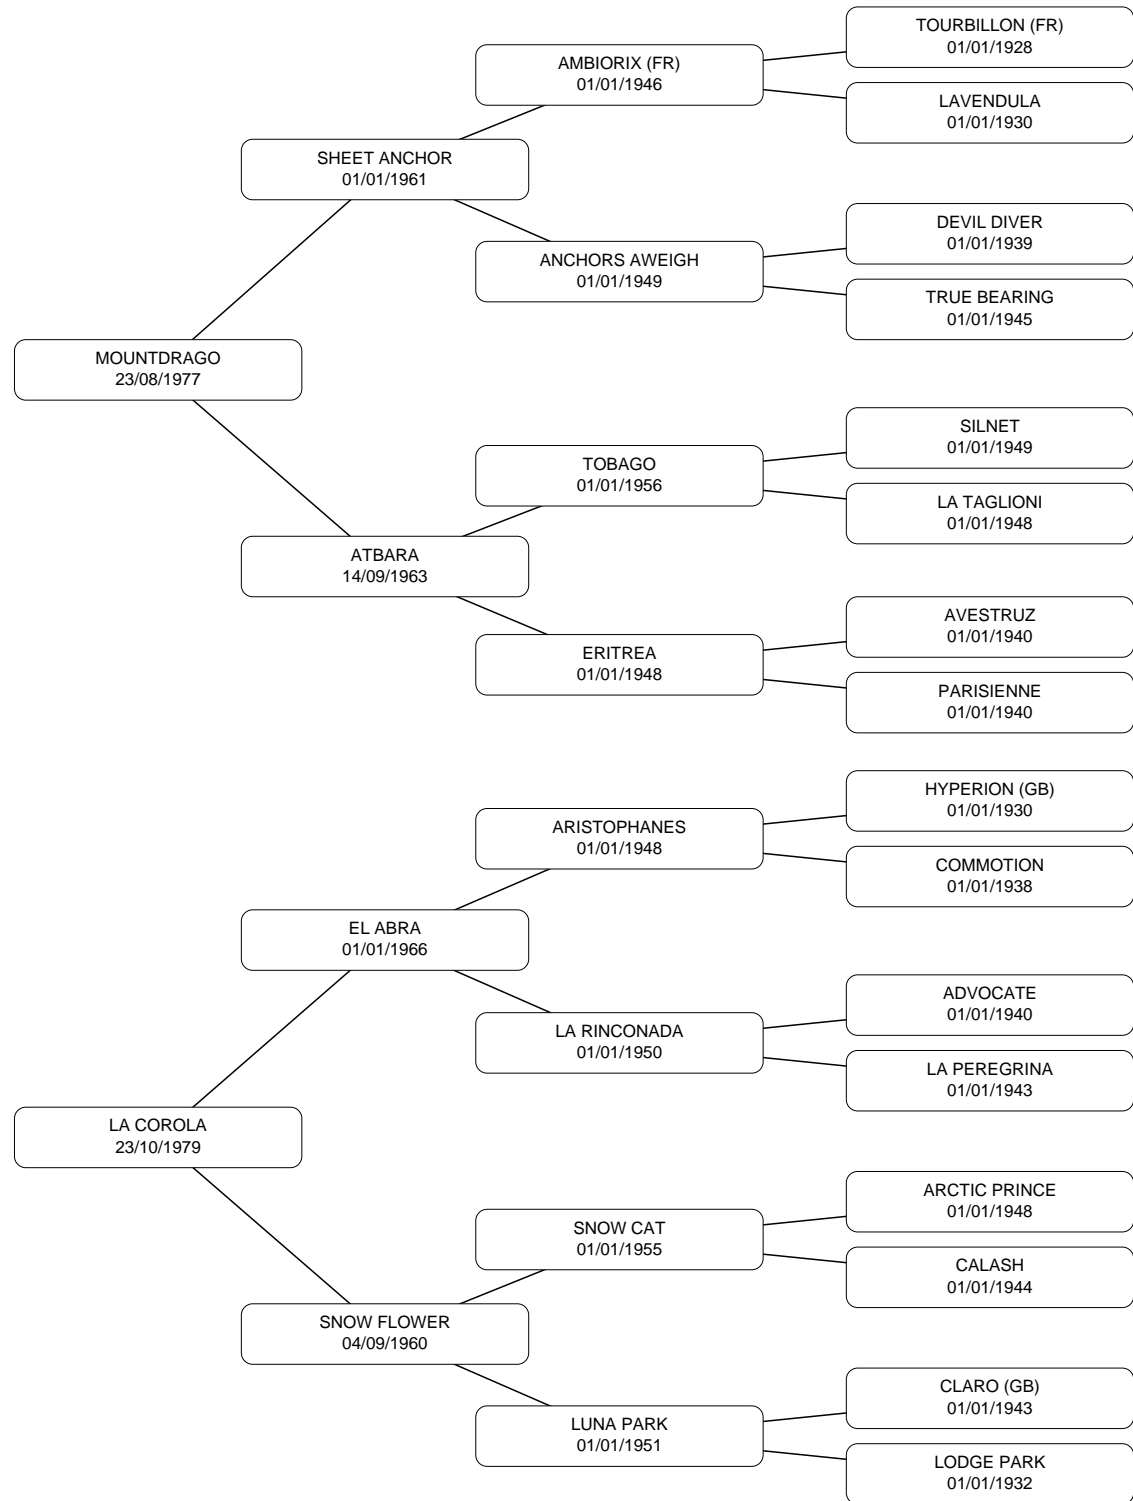 TOURBILLON (FR)
01/01/1928
AMBIORIX (FR)
01/01/1946
LAVENDULA
01/01/1930
SHEET ANCHOR
01/01/1961
DEVIL DIVER
01/01/1939
ANCHORS AWEIGH
01/01/1949
TRUE BEARING
01/01/1945
MOUNTDRAGO
23/08/1977
SILNET
01/01/1949
TOBAGO
01/01/1956
LA TAGLIONI
01/01/1948
ATBARA
14/09/1963
AVESTRUZ
01/01/1940
ERITREA
01/01/1948
PARISIENNE
01/01/1940
HYPERION (GB)
01/01/1930
ARISTOPHANES
01/01/1948
COMMOTION
01/01/1938
EL ABRA
01/01/1966
ADVOCATE
01/01/1940
LA RINCONADA
01/01/1950
LA PEREGRINA
01/01/1943
LA COROLA
23/10/1979
ARCTIC PRINCE
01/01/1948
SNOW CAT
01/01/1955
CALASH
01/01/1944
SNOW FLOWER
04/09/1960
CLARO (GB)
01/01/1943
LUNA PARK
01/01/1951
LODGE PARK
01/01/1932